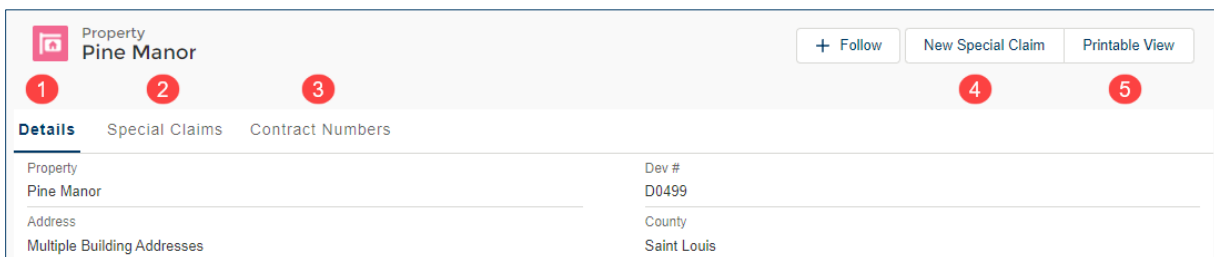 Property
Pine Manor
+ Follow
New Special Claim
Printable View
1
2
3
4
5
Details
Special Claims
Contract Numbers
Property
Dev #
Pine Manor
D0499
Address
County
Multiple Building Addresses
Saint Louis